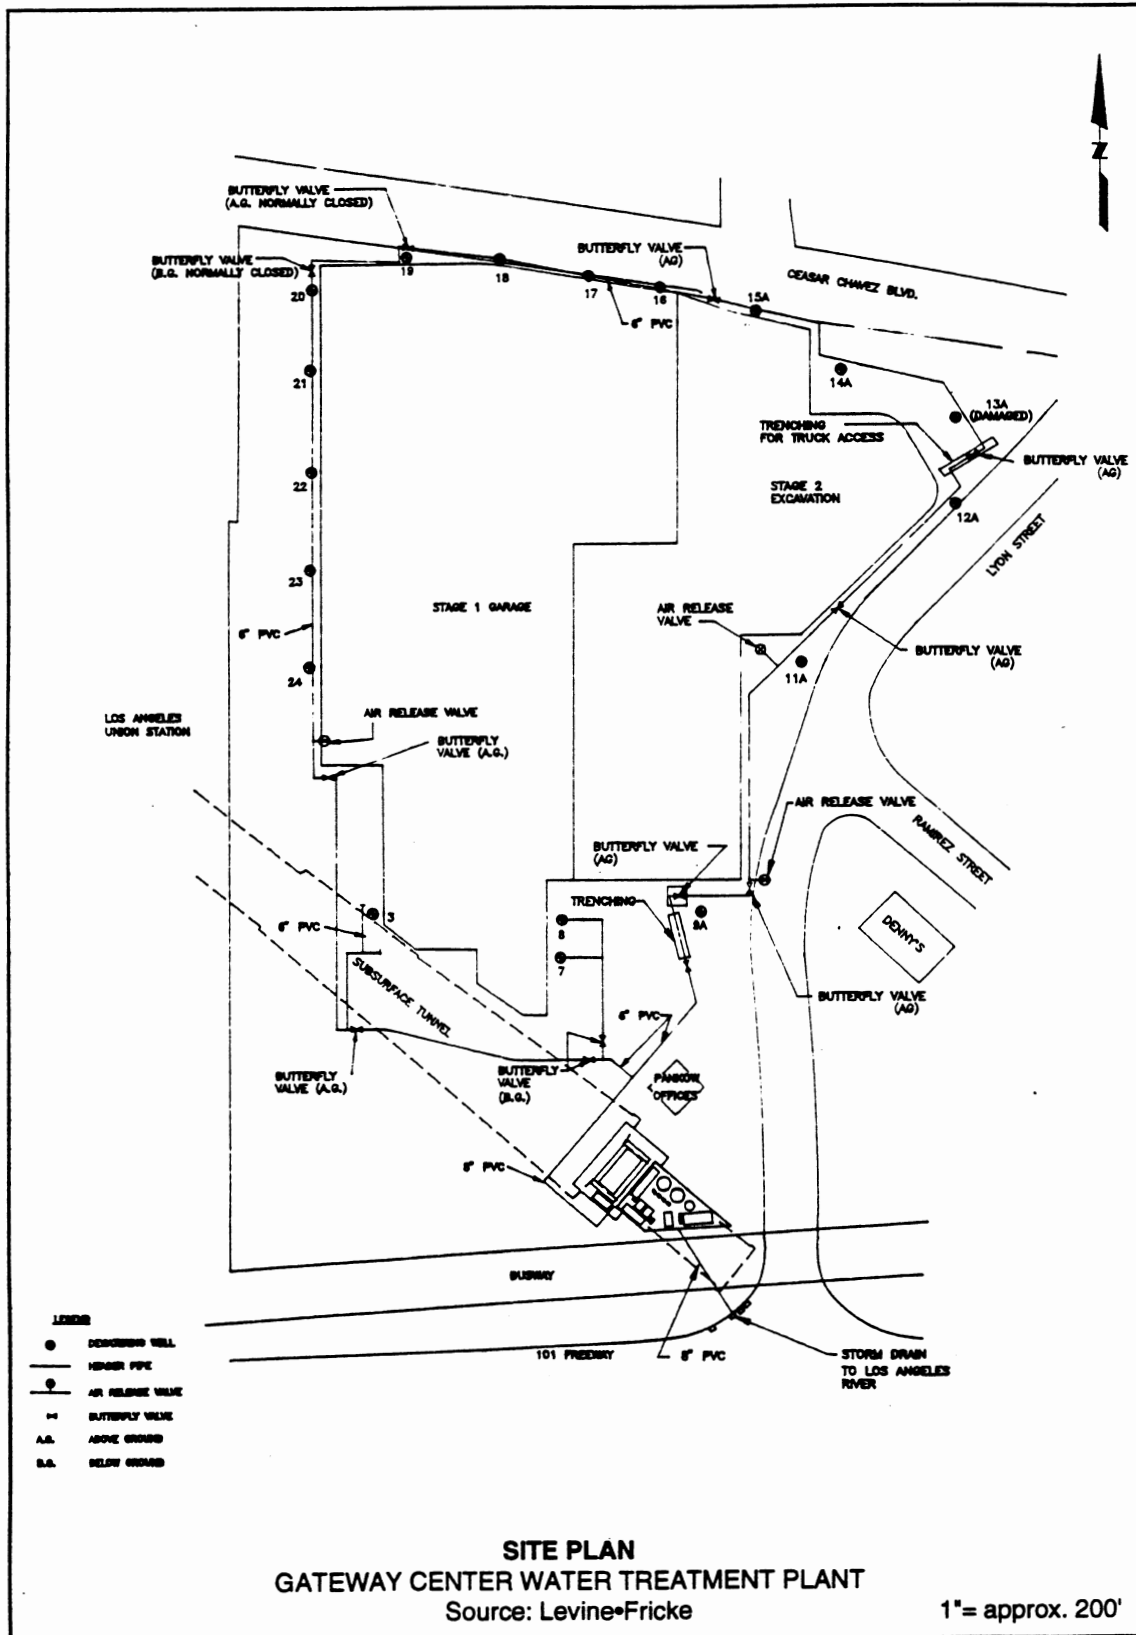 N
BUTTERFLY VALVE
(A.G. NORMALLY CLOSED)
BUTTERFLY VALVE
(B.G. NORMALLY CLOSED)
BUTTERFLY VALVE
(AG)
CEASAR CHAVEZ BLVD.
19
18
17
16
15A
20
6" PVC
21
14A
13A
(DAMAGED)
TRENCHING
FOR TRUCK ACCESS
BUTTERFLY VALVE
(AG)
22
STAGE 2
EXCAVATION
12A
LYON STREET
23
STAGE 1 GARAGE
AIR RELEASE
VALVE
6" PVC
BUTTERFLY VALVE
(AG)
24
11A
LOS ANGELES
UNION STATION
AIR RELEASE VALVE
BUTTERFLY
VALVE (A.G.)
AIR RELEASE VALVE
RAMIREZ STREET
BUTTERFLY VALVE
(AG)
TRENCHING
3
6" PVC
8
9A
DENNY'S
7
SUBSURFACE TUNNEL
BUTTERFLY VALVE
(AG)
6" PVC
BUTTERFLY
VALVE (A.G.)
BUTTERFLY
VALVE
(B.G.)
PANKOW
OFFICES
8" PVC
BUSWAY
101 FREEWAY
8" PVC
STORM DRAIN
TO LOS ANGELES
RIVER
LEGEND
DEWATERING WELL
HEADER PIPE
AIR RELEASE VALVE
BUTTERFLY VALVE
A.G. ABOVE GROUND
B.G. BELOW GROUND
SITE PLAN
GATEWAY CENTER WATER TREATMENT PLANT
Source: Levine•Fricke
1"= approx. 200'